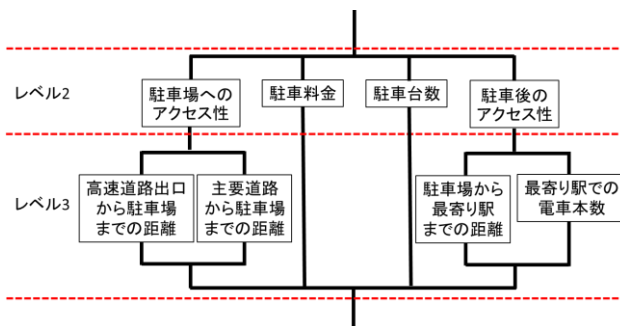 レベル2
駐車場への
アクセス性
駐車料金
駐車台数
駐車後の
アクセス性
レベル3
高速道路出口
から駐車場
までの距離
主要道路
から駐車場
までの距離
駐車場から
最寄り駅
までの距離
最寄り駅での
電車本数